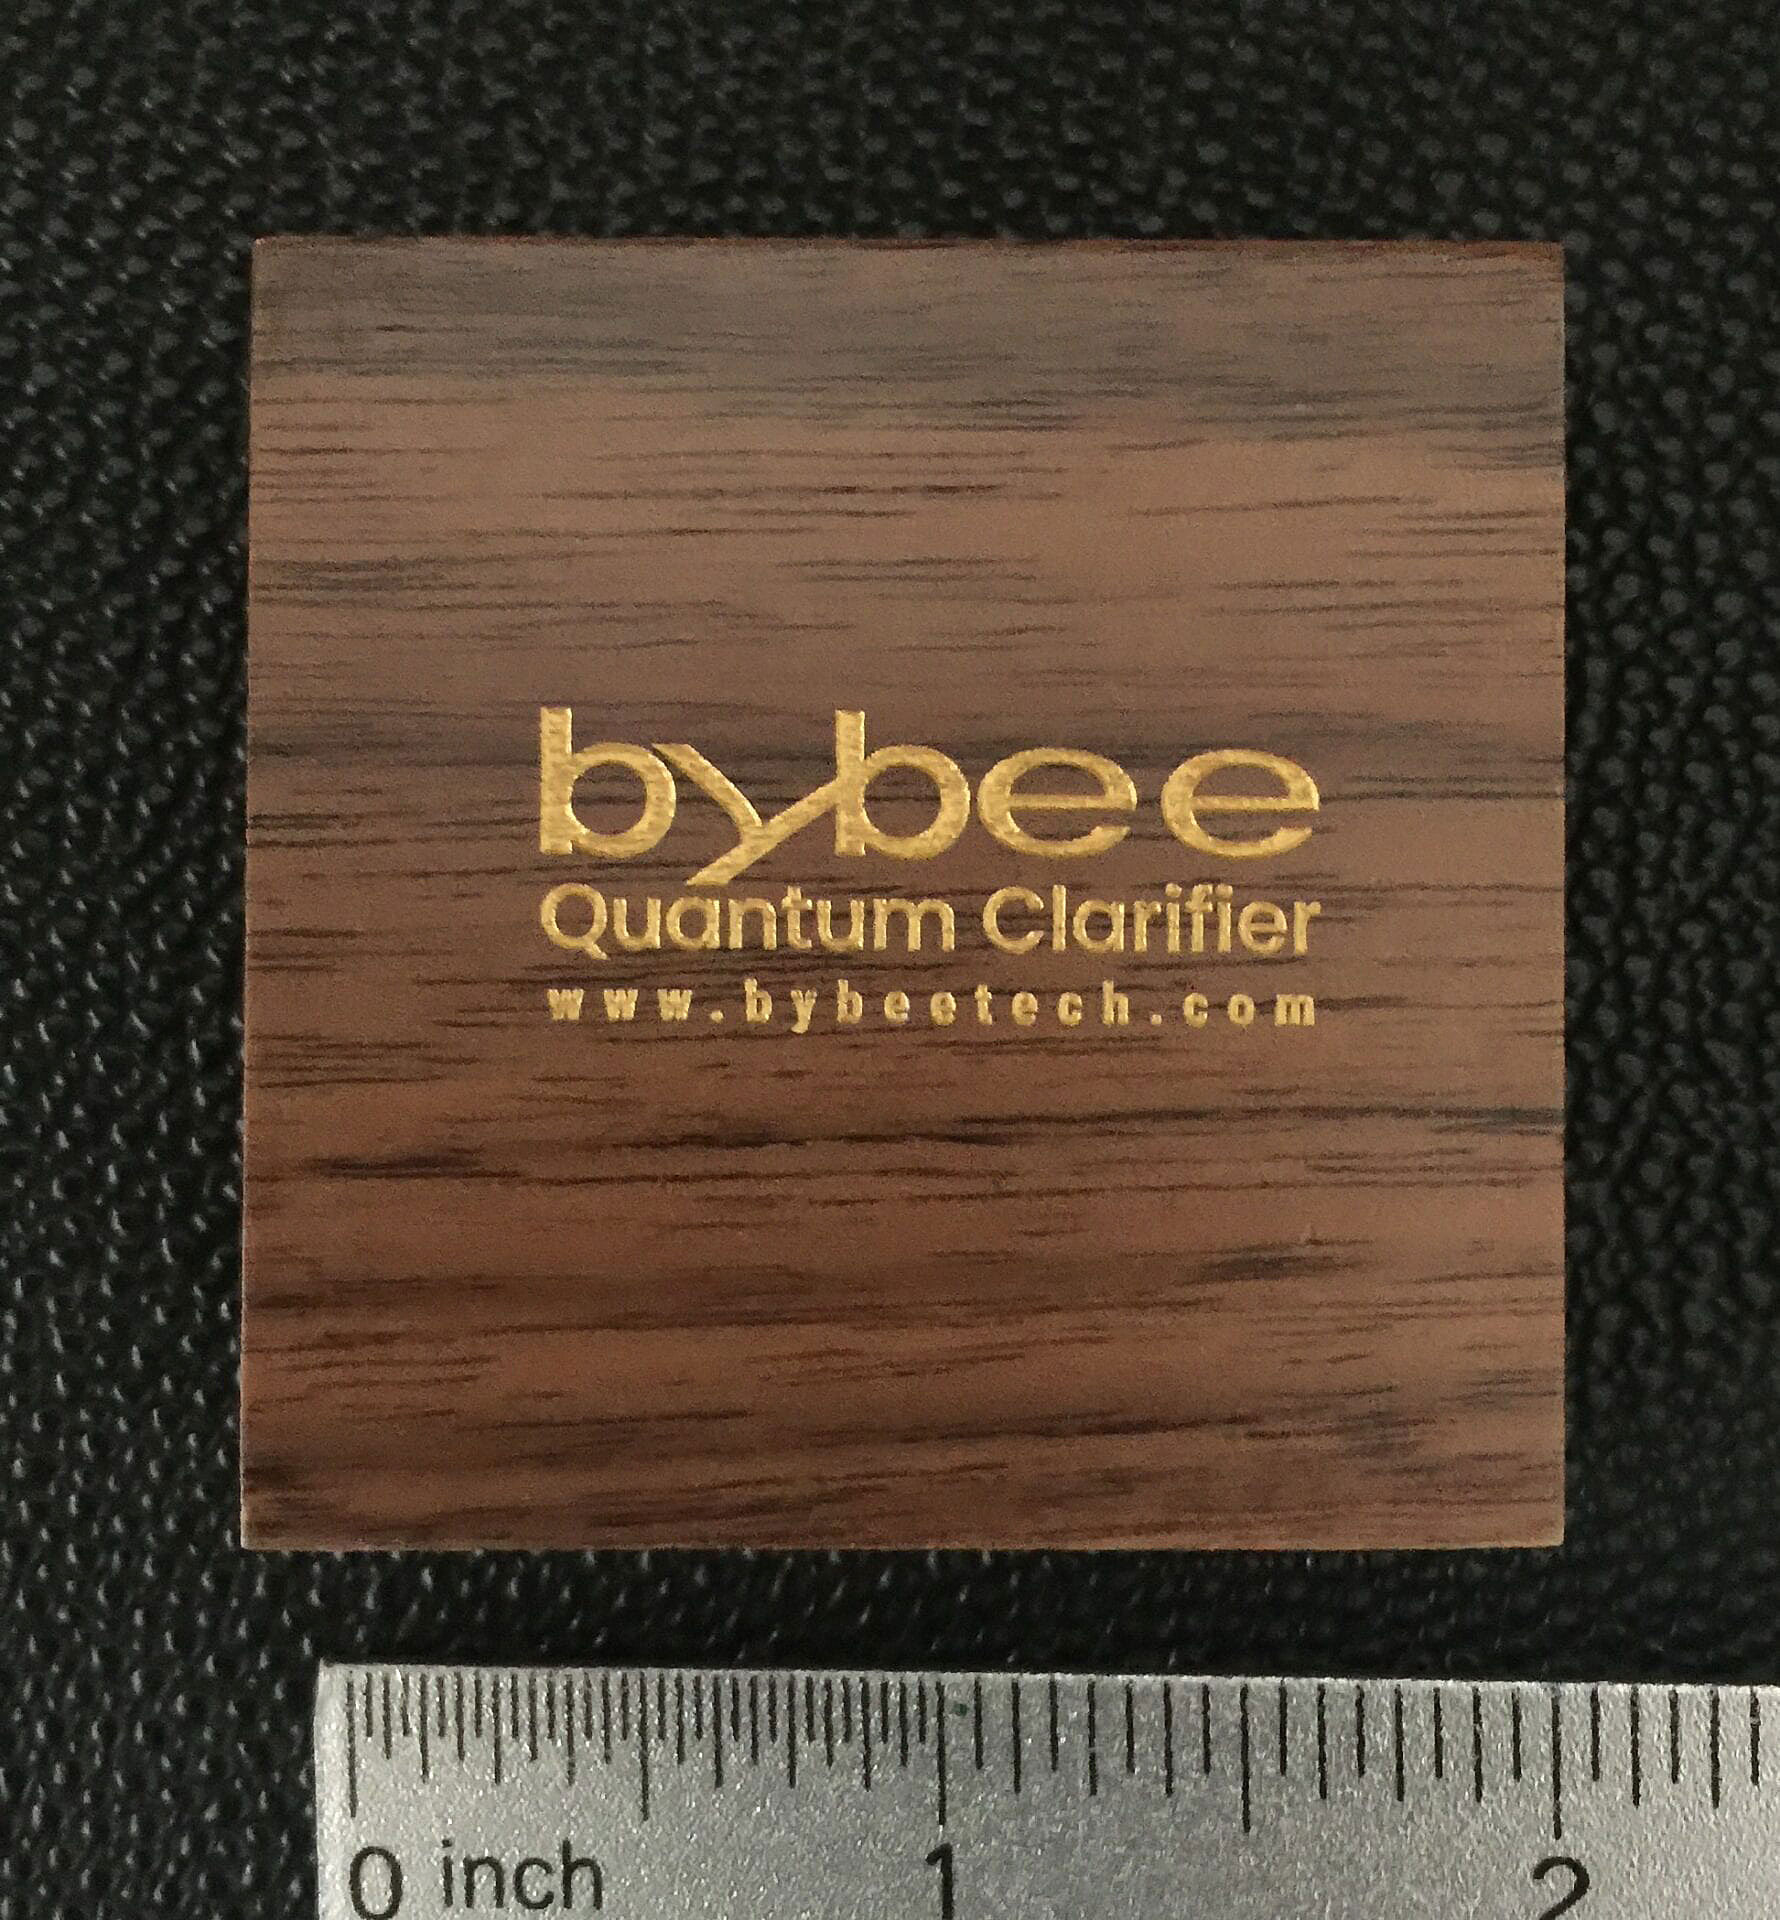 bybee
Quantum Clarifier
www.bybeetech.com
0 inch 1 2